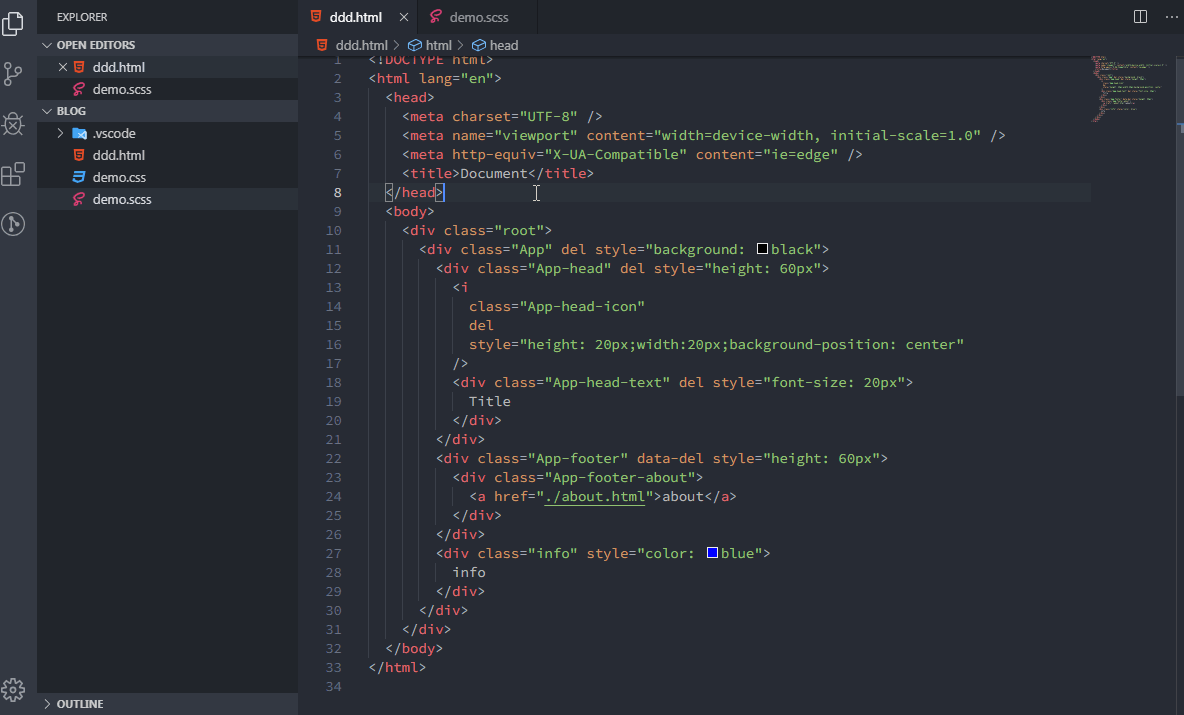 EXPLORER
OPEN EDITORS
ddd.html
demo.scss
BLOG
.vscode
ddd.html
demo.css
demo.scss
OUTLINE
ddd.html demo.scss
ddd.html > html > head
1 <!DOCTYPE html>
2 <html lang="en">
3 <head>
4 <meta charset="UTF-8" />
5 <meta name="viewport" content="width=device-width, initial-scale=1.0" />
6 <meta http-equiv="X-UA-Compatible" content="ie=edge" />
7 <title>Document</title>
8 </head>
9 <body>
10 <div class="root">
11 <div class="App" del style="background: black">
12 <div class="App-head" del style="height: 60px">
13 <i
14 class="App-head-icon"
15 del
16 style="height: 20px;width:20px;background-position: center"
17 />
18 <div class="App-head-text" del style="font-size: 20px">
19 Title
20 </div>
21 </div>
22 <div class="App-footer" data-del style="height: 60px">
23 <div class="App-footer-about">
24 <a href="./about.html">about</a>
25 </div>
26 </div>
27 <div class="info" style="color: blue">
28 info
29 </div>
30 </div>
31 </div>
32 </body>
33 </html>
34